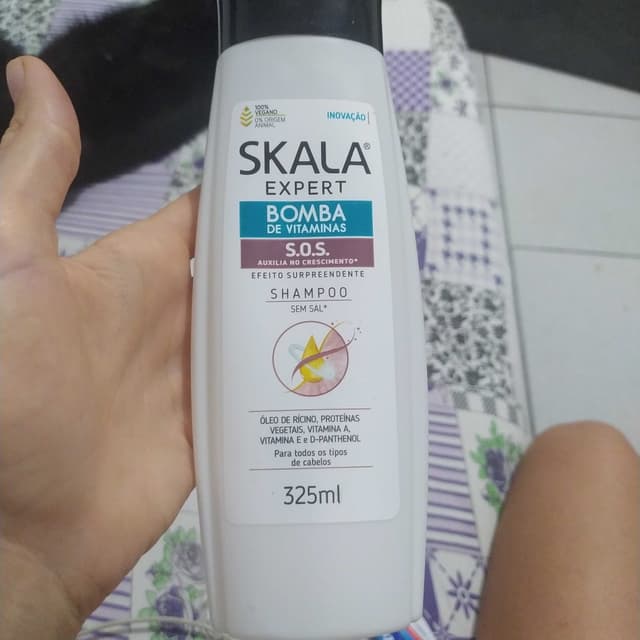 100%
VEGANO
0% ORIGEM
ANIMAL
INOVAÇÃO
SKALA®
EXPERT
BOMBA
DE VITAMINAS
S.O.S.
AUXILIA NO CRESCIMENTO*
EFEITO SURPREENDENTE
SHAMPOO
SEM SAL*
ÓLEO DE RÍCINO, PROTEÍNAS
VEGETAIS, VITAMINA A,
VITAMINA E e D-PANTHENOL
Para todos os tipos
de cabelos
325ml